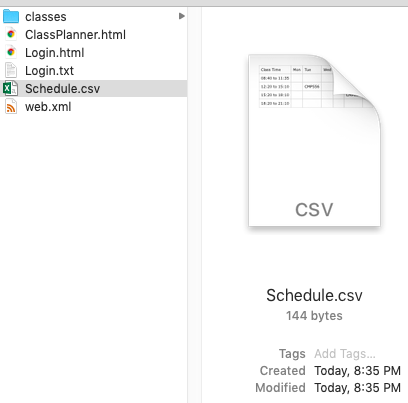 classes
ClassPlanner.html
Login.html
Login.txt
Schedule.csv
web.xml
Class Time Mon Tue Wed
08:40 to 11:35
12:20 to 15:10 CMP556
15:20 to 18:10
18:20 to 21:10
CSV
Schedule.csv
144 bytes
Tags Add Tags...
Created Today, 8:35 PM
Modified Today, 8:35 PM